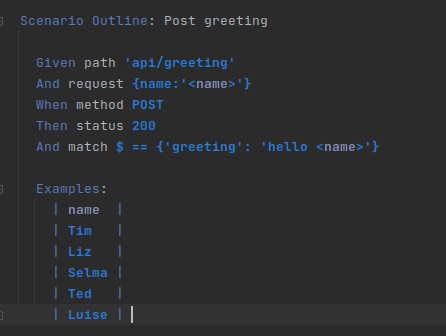 Scenario Outline: Post greeting
Given path 'api/greeting'
And request {name:'<name>'}
When method POST
Then status 200
And match $ == {'greeting': 'hello <name>'}
Examples:
| name |
| Tim |
| Liz |
| Selma |
| Ted |
| Luise |